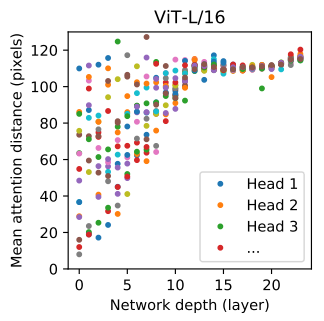 ViT-L/16
Mean attention distance (pixels)
120
100
80
60
40
20
0
Head 1
Head 2
Head 3
...
0 5 10 15 20
Network depth (layer)